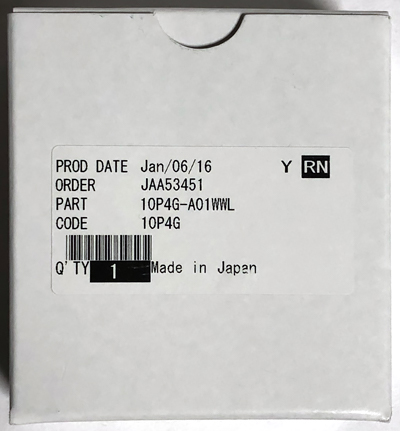 PROD DATE Jan/06/16 Y RN
ORDER JAA53451
PART 10P4G-A01WWL
CODE 10P4G
Q'TY 1 Made in Japan